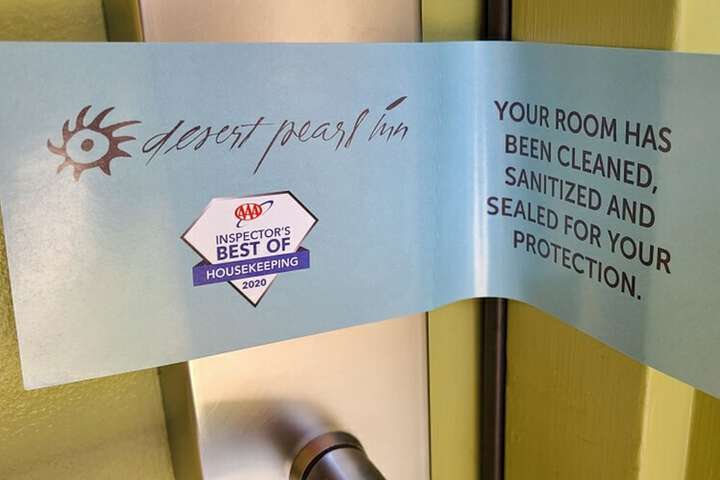 desert pearl inn
AAA
INSPECTOR'S
BEST OF
HOUSEKEEPING
2020
YOUR ROOM HAS
BEEN CLEANED,
SANITIZED AND
SEALED FOR YOUR
PROTECTION.